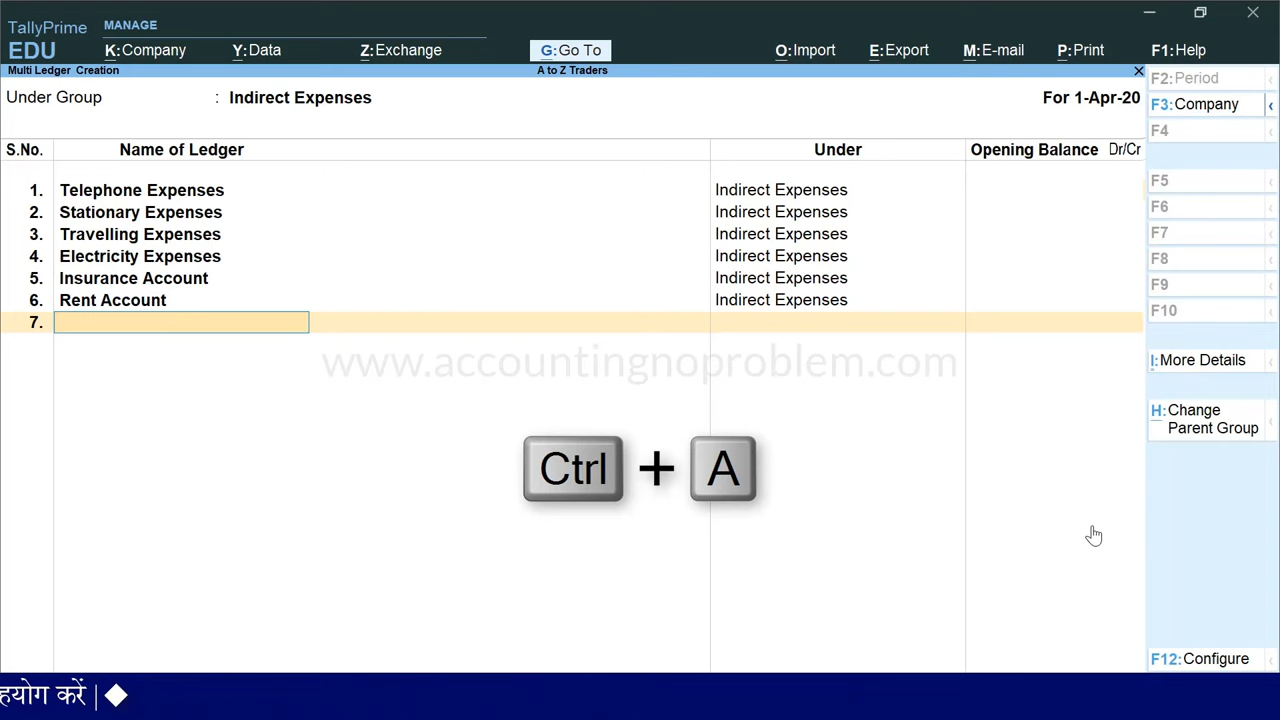 TallyPrime MANAGE
EDU K:Company Y:Data Z:Exchange G:Go To O:Import E:Export M:E-mail P:Print F1:Help
Multi Ledger Creation A to Z Traders
Under Group : Indirect Expenses For 1-Apr-20
S.No. Name of Ledger Under Opening Balance Dr/Cr
1. Telephone Expenses Indirect Expenses
2. Stationary Expenses Indirect Expenses
3. Travelling Expenses Indirect Expenses
4. Electricity Expenses Indirect Expenses
5. Insurance Account Indirect Expenses
6. Rent Account Indirect Expenses
7.
www.accountingnoproblem.com
Ctrl + A
F2:Period
F3:Company
F4
F5
F6
F7
F8
F9
F10
I:More Details
H:Change
Parent Group
F12:Configure
हयोग करें |